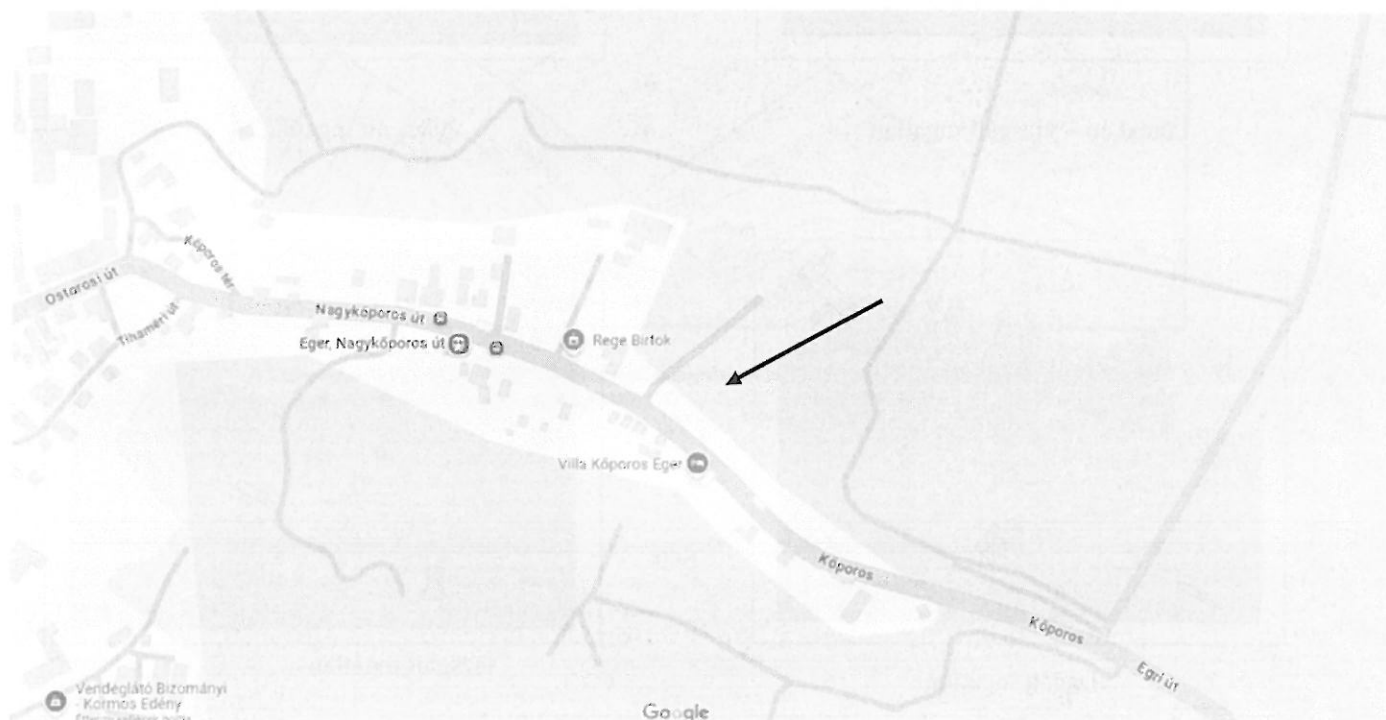 Kőporos tér
Ostorosi út
Tihaméri út
Nagykőporos út
Eger, Nagykőporos út
Rege Birtok
Villa Kőporos Eger
Kőporos
Kőporos
Egri út
Vendéglátó Bizományi
- Kormos Edény
Google